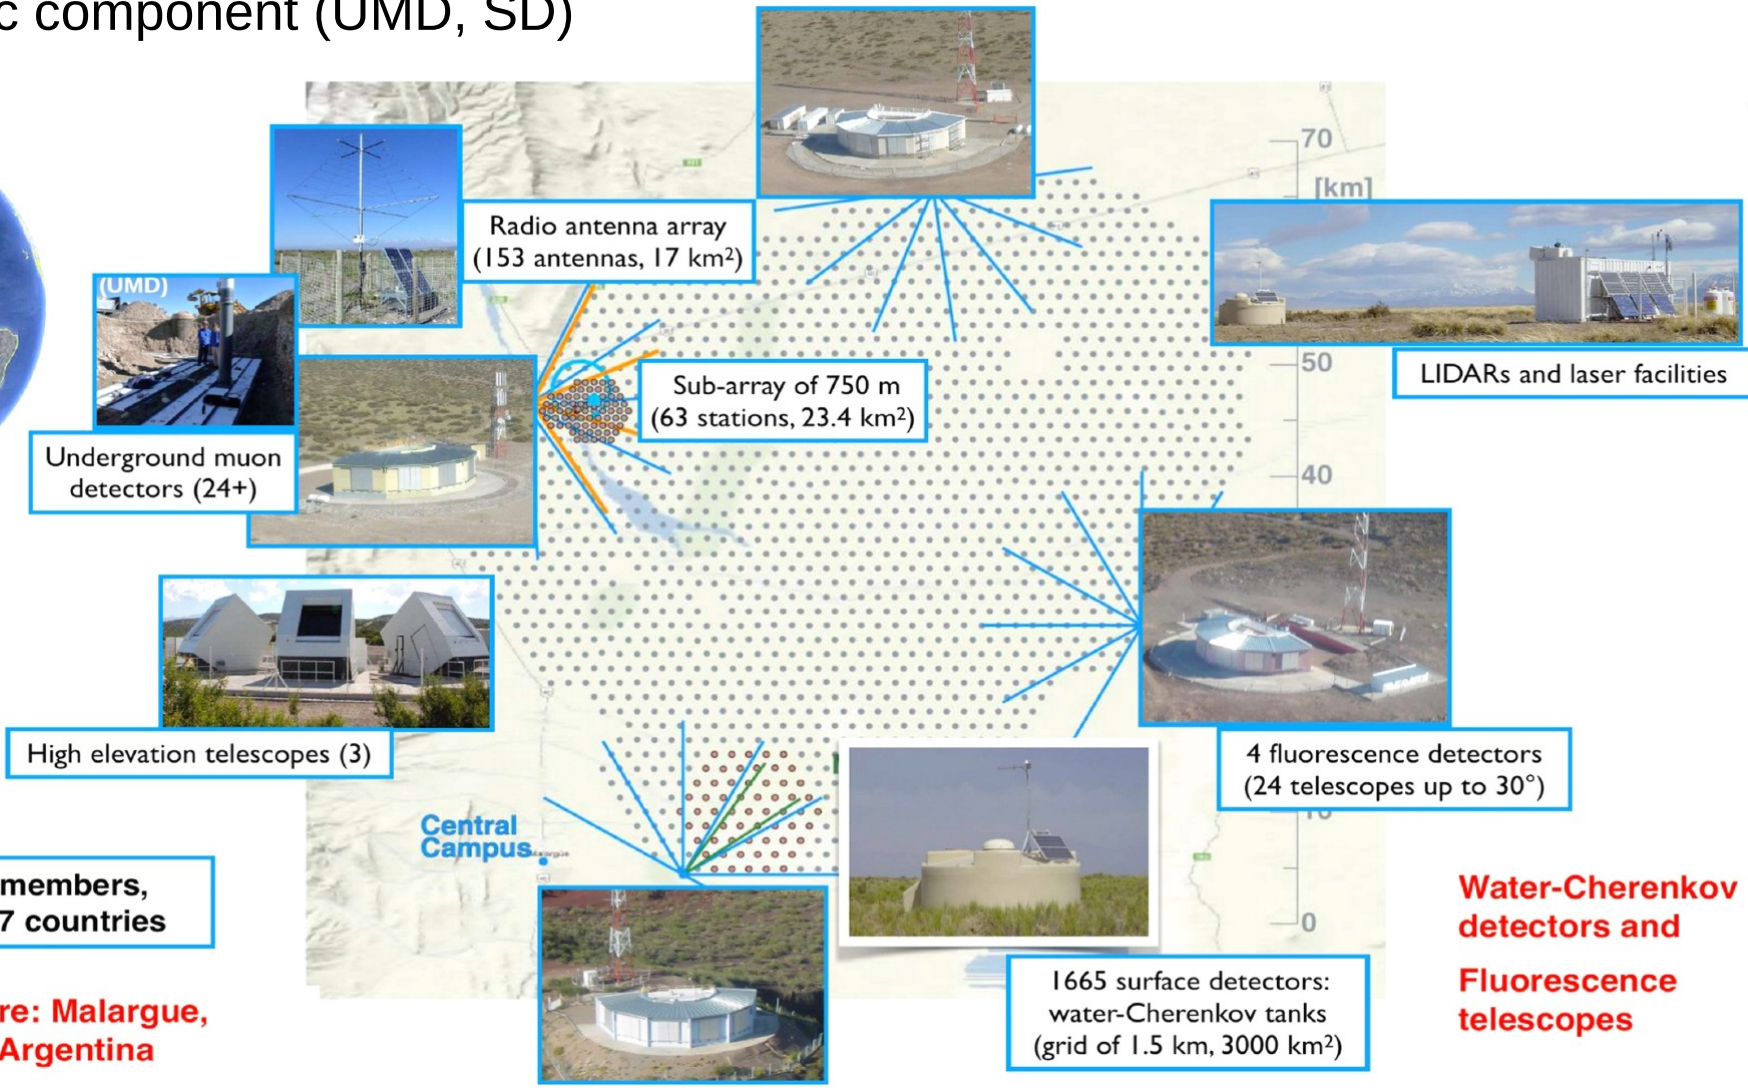 c component (UMD, SD)
70
[km]
Radio antenna array
(153 antennas, 17 km²)
(UMD)
50
LIDARs and laser facilities
Sub-array of 750 m
(63 stations, 23.4 km²)
Underground muon
detectors (24+)
40
High elevation telescopes (3)
4 fluorescence detectors
(24 telescopes up to 30°)
Central
Campus
members,
7 countries
0
Water-Cherenkov
detectors and
Fluorescence
telescopes
1665 surface detectors:
water-Cherenkov tanks
(grid of 1.5 km, 3000 km²)
re: Malargue,
Argentina